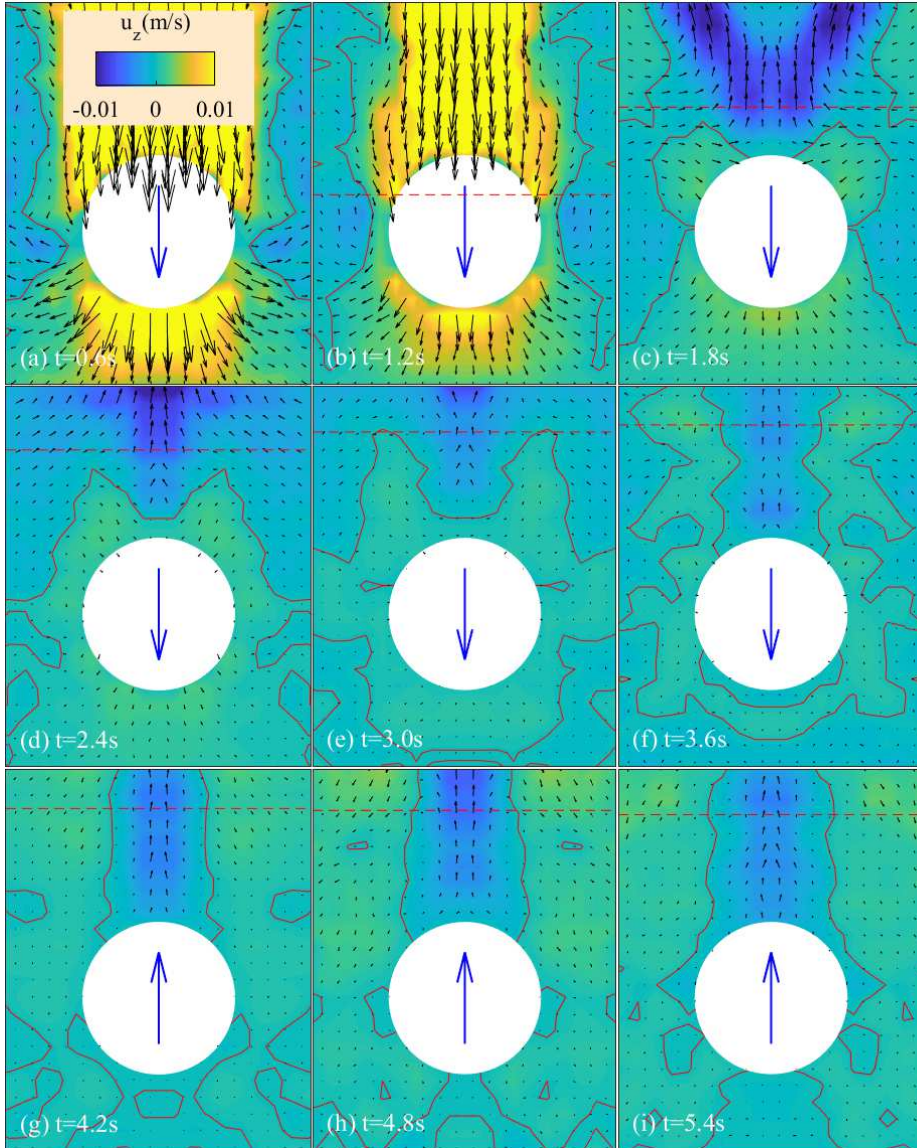 u_z(m/s)
-0.01 0 0.01
(a) t=0.6s
(b) t=1.2s
(c) t=1.8s
(d) t=2.4s
(e) t=3.0s
(f) t=3.6s
(g) t=4.2s
(h) t=4.8s
(i) t=5.4s